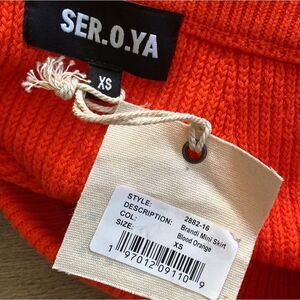 SER.O.YA
XS
STYLE: 2882-16
DESCRIPTION: Brandi Mini Skirt
COL: Blood Orange
SIZE: XS
1 97012 09110 9